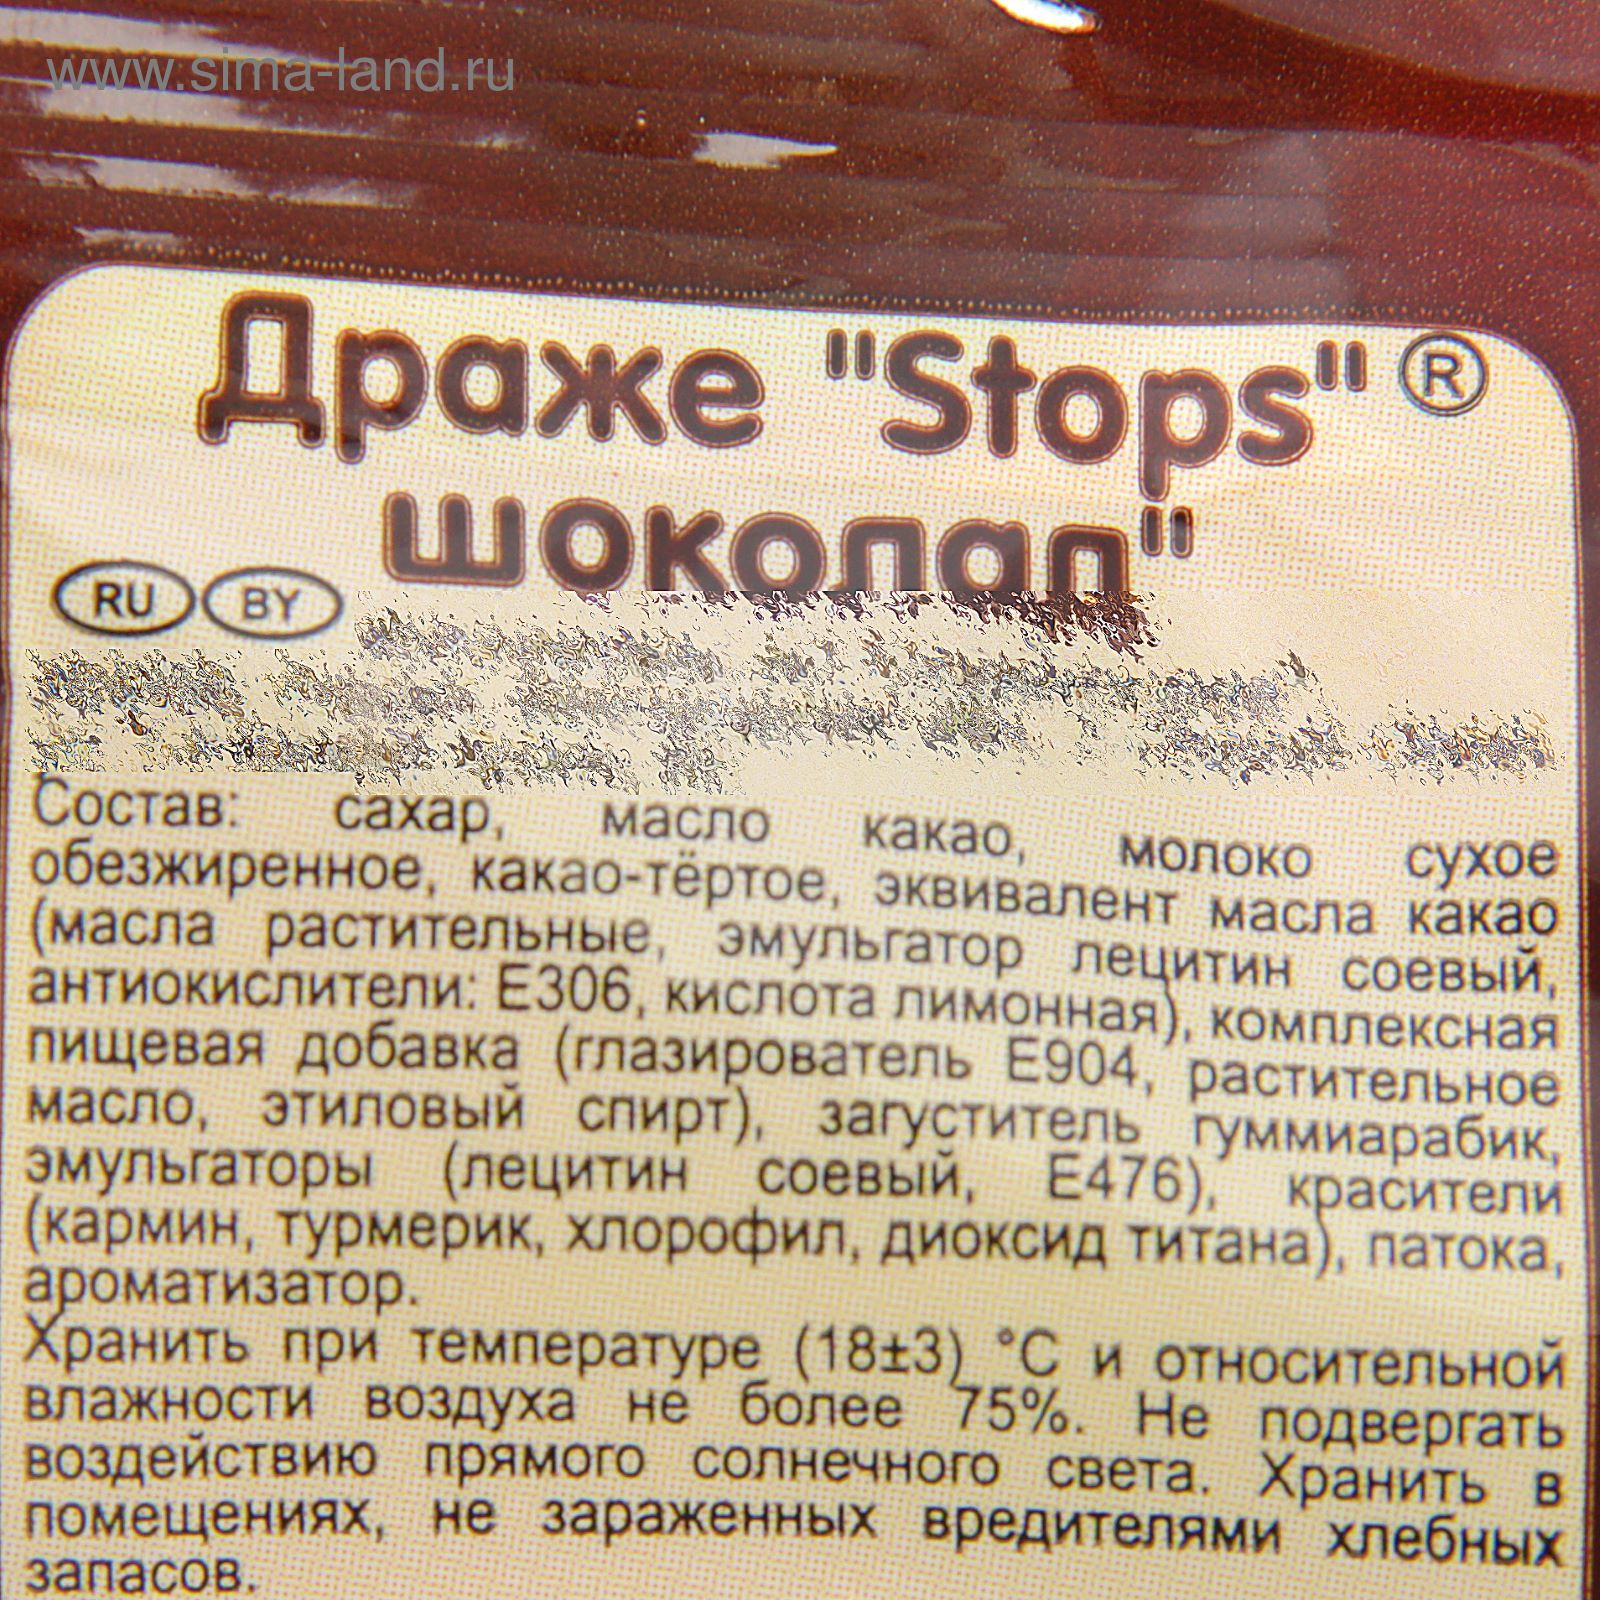 www.sima-land.ru
Драже "Stops" ®
шоколад"
RU BY
Состав: сахар, масло какао, молоко сухое
обезжиренное, какао-тёртое, эквивалент масла какао
(масла растительные, эмульгатор лецитин соевый,
антиокислители: Е306, кислота лимонная), комплексная
пищевая добавка (глазирователь Е904, растительное
масло, этиловый спирт), загуститель гуммиарабик,
эмульгаторы (лецитин соевый, Е476), красители
(кармин, турмерик, хлорофил, диоксид титана), патока,
ароматизатор.
Хранить при температуре (18±3) °С и относительной
влажности воздуха не более 75%. Не подвергать
воздействию прямого солнечного света. Хранить в
помещениях, не зараженных вредителями хлебных
запасов.